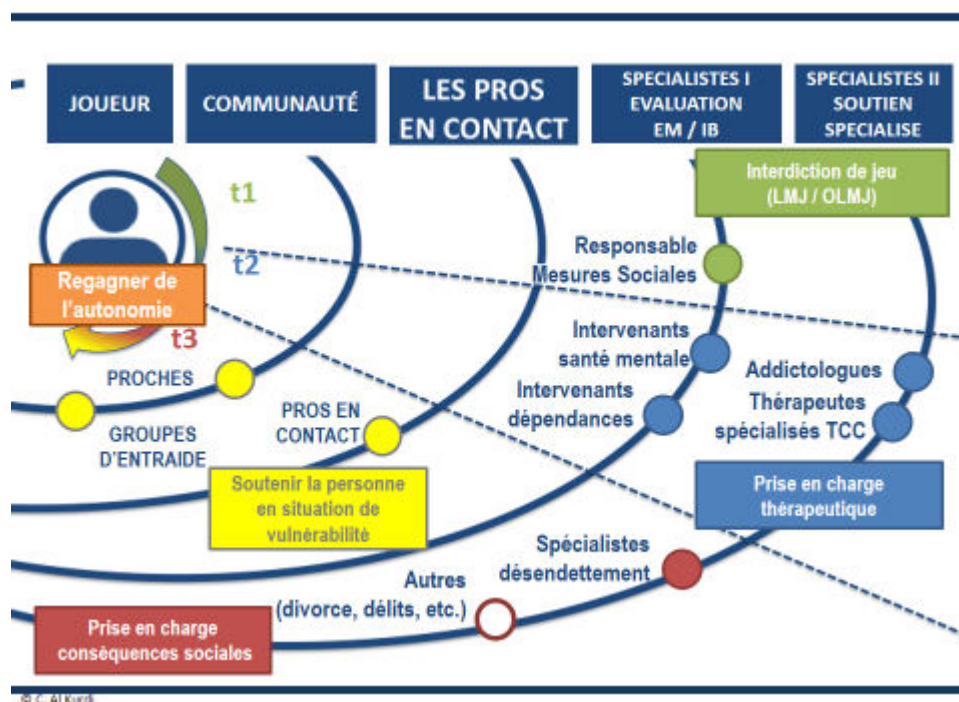 JOUEUR
COMMUNAUTÉ
LES PROS
EN CONTACT
SPECIALISTES I
EVALUATION
EM / IB
SPECIALISTES II
SOUTIEN
SPECIALISE
Interdiction de jeu
(LMJ / OLMJ)
t1
t2
t3
Regagner de
l'autonomie
Responsable
Mesures Sociales
Intervenants
santé mentale
Intervenants
dépendances
Addictologues
Thérapeutes
spécialisés TCC
PROCHES
GROUPES
D'ENTRAIDE
PROS EN
CONTACT
Soutenir la personne
en situation de
vulnérabilité
Prise en charge
thérapeutique
Spécialistes
désendettement
Autres
(divorce, délits, etc.)
Prise en charge
conséquences sociales
© C. Al Kurdi